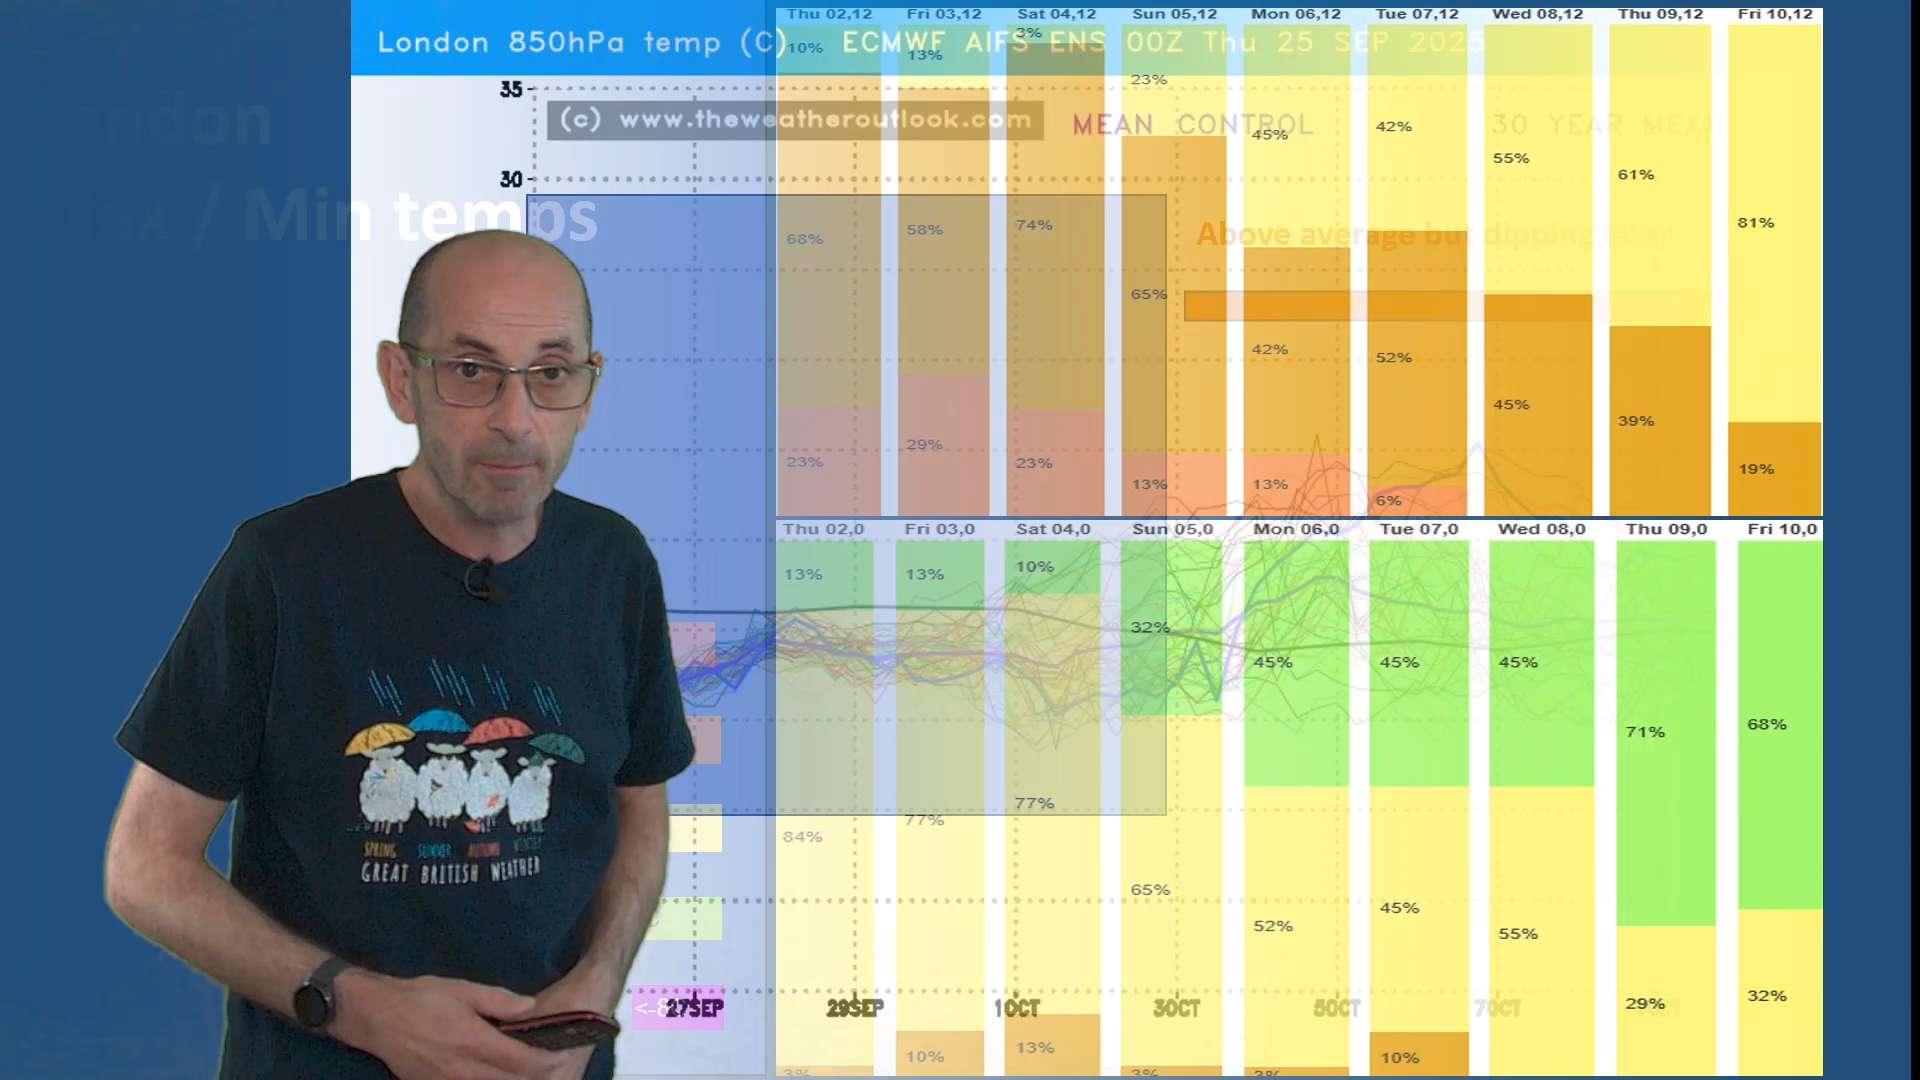 Thu 02,12 Fri 03,12 Sat 04,12 Sun 05,12 Mon 06,12 Tue 07,12 Wed 08,12 Thu 09,12 Fri 10,12
London 850hPa temp (C) ECMWF AIFS ENS 00Z Thu 25 SEP 2025
10% 13% 3% 23% 45% 42% 55% 61% 81%
35
(c) www.theweatheroutlook.com
MEAN CONTROL 30 YEAR MEAN
30
London
Max / Min temps
Above average but dipping later
68% 58% 74% 65% 42% 52% 45% 39% 19%
23% 29% 23% 13% 13% 6%
Thu 02,0 Fri 03,0 Sat 04,0 Sun 05,0 Mon 06,0 Tue 07,0 Wed 08,0 Thu 09,0 Fri 10,0
13% 13% 10% 32% 45% 45% 45% 71% 68%
84% 77% 77% 65% 52% 45% 55% 29% 32%
27SEP 29SEP 1OCT 3OCT 5OCT 7OCT
3% 10% 13% 3% 3% 10%
SPRING SUMMER AUTUMN WINTER
GREAT BRITISH WEATHER